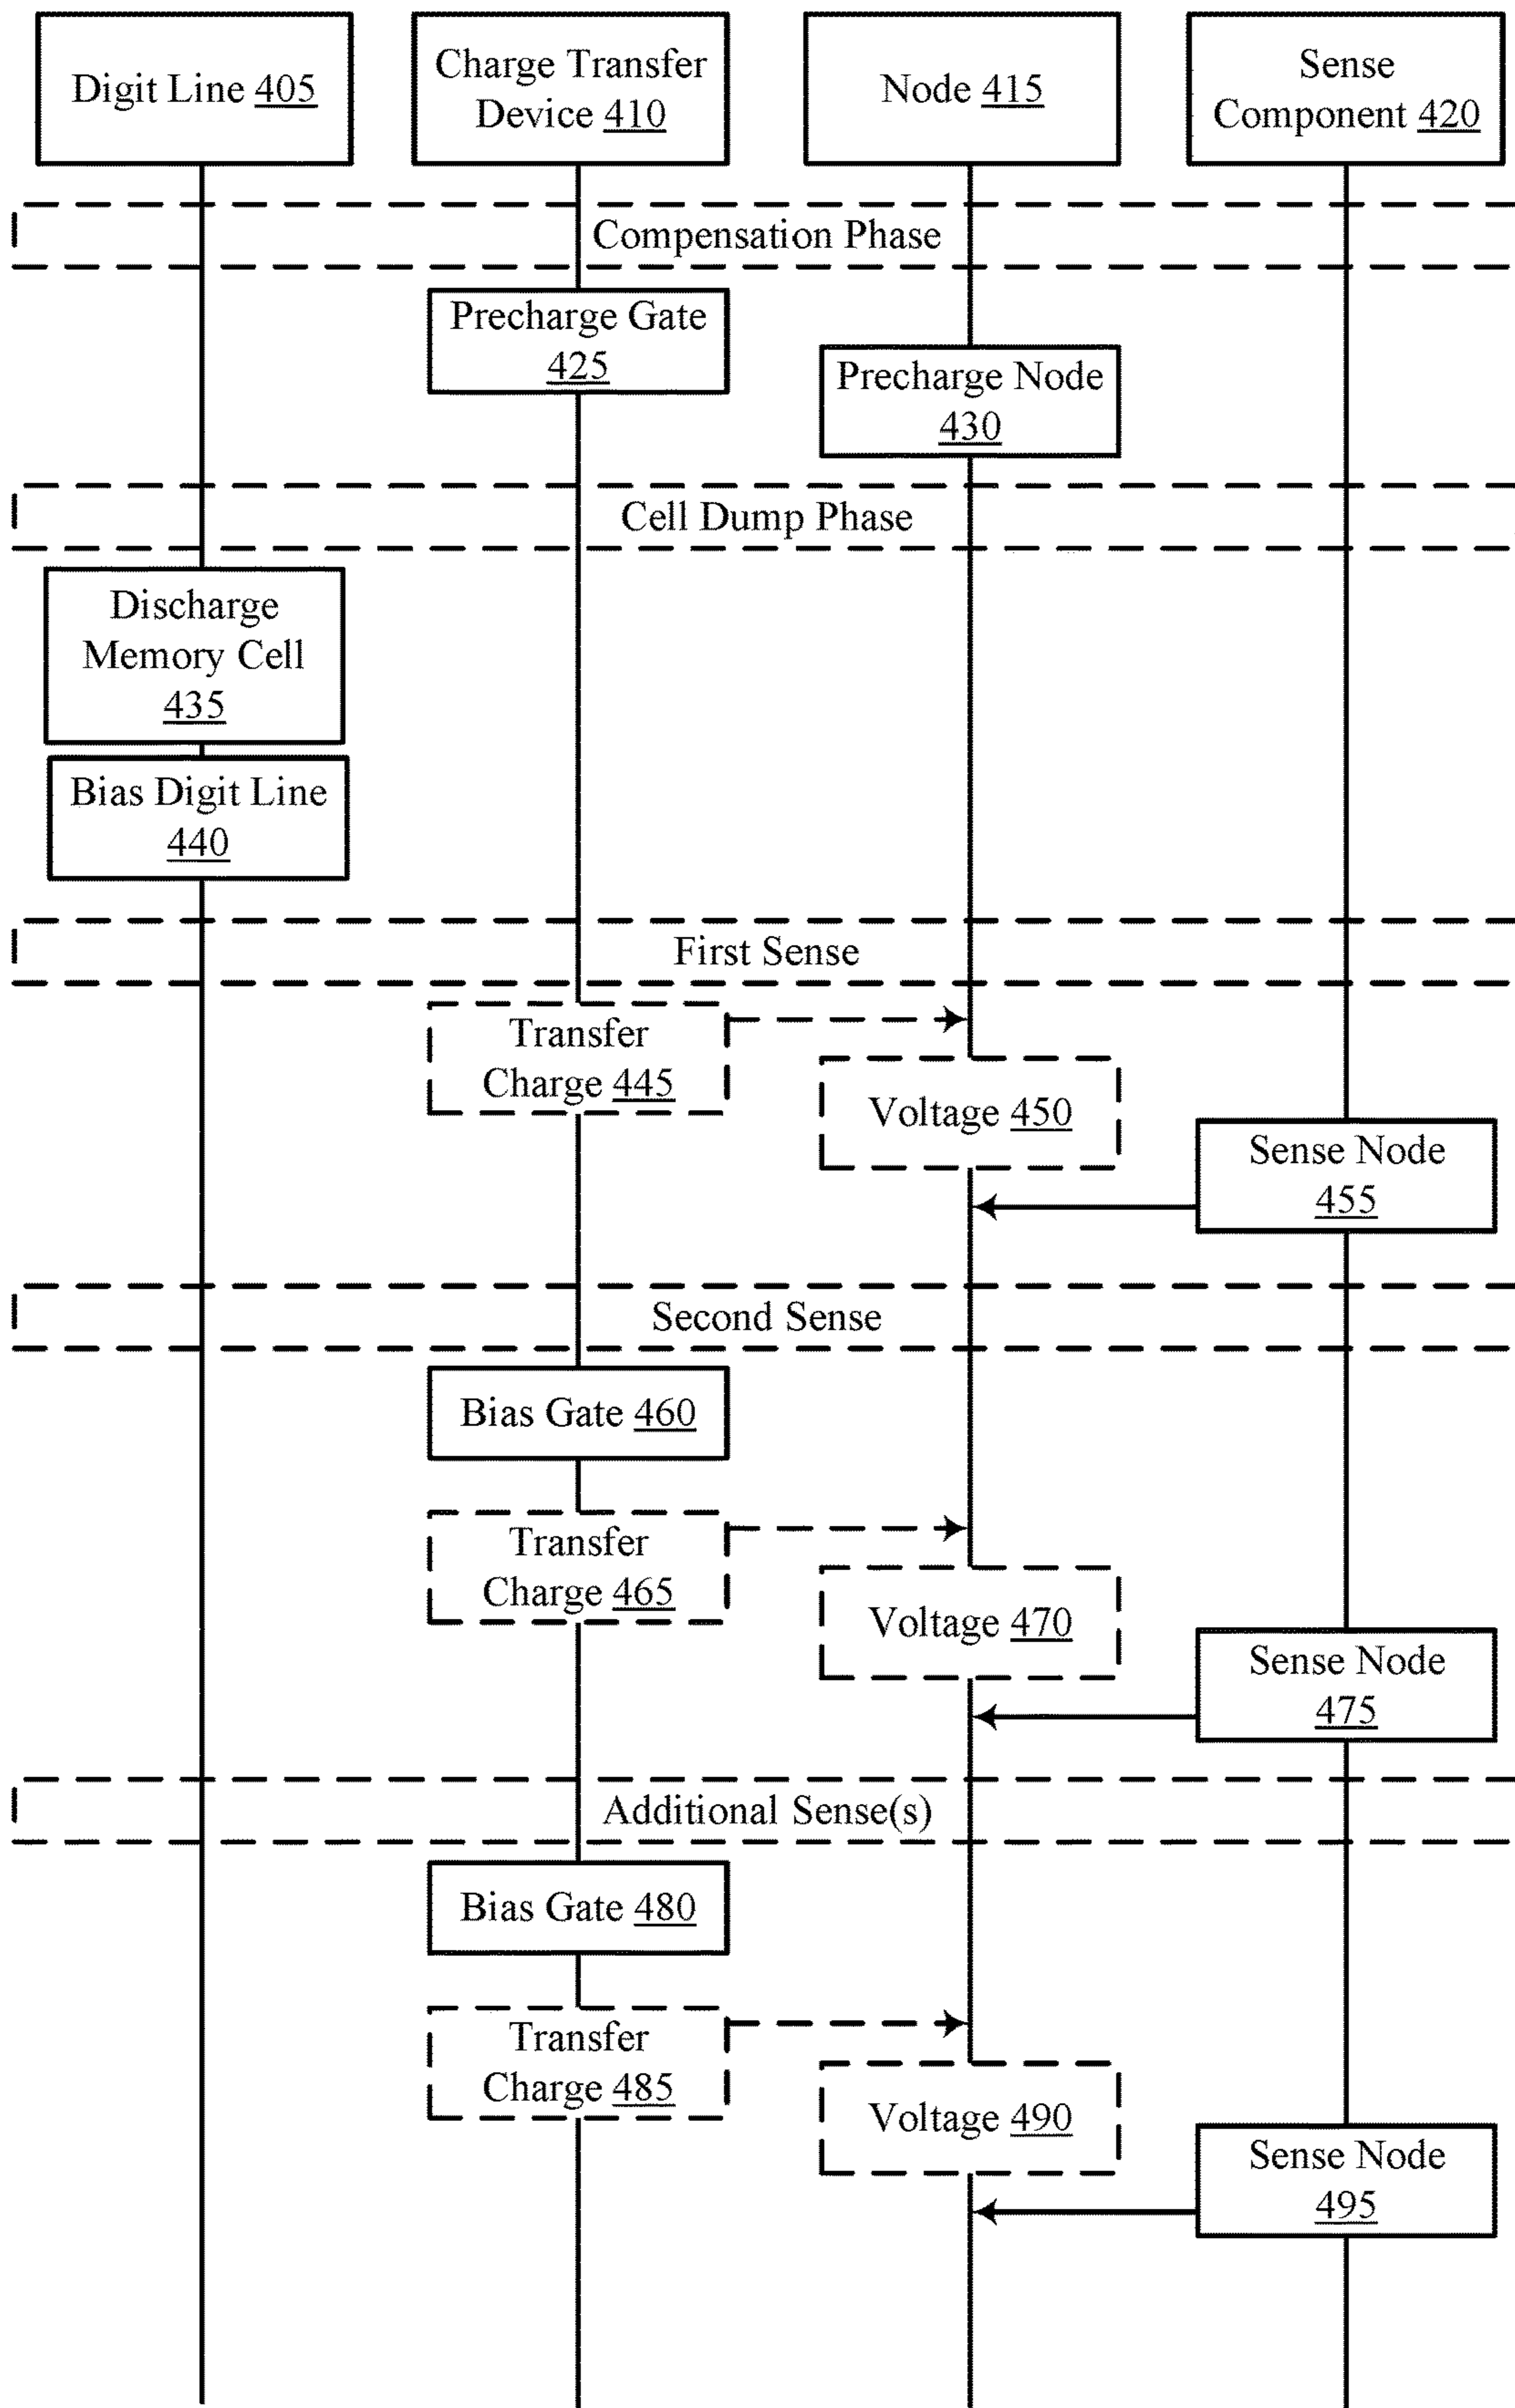 Digit Line 405
Charge Transfer
Device 410
Node 415
Sense
Component 420
Compensation Phase
Precharge Gate
425
Precharge Node
430
Cell Dump Phase
Discharge
Memory Cell
435
Bias Digit Line
440
First Sense
Transfer
Charge 445
Voltage 450
Sense Node
455
Second Sense
Bias Gate 460
Transfer
Charge 465
Voltage 470
Sense Node
475
Additional Sense(s)
Bias Gate 480
Transfer
Charge 485
Voltage 490
Sense Node
495